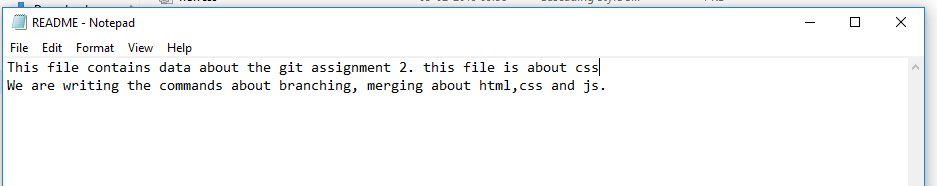 README - Notepad
File Edit Format View Help
This file contains data about the git assignment 2. this file is about css
We are writing the commands about branching, merging about html,css and js.